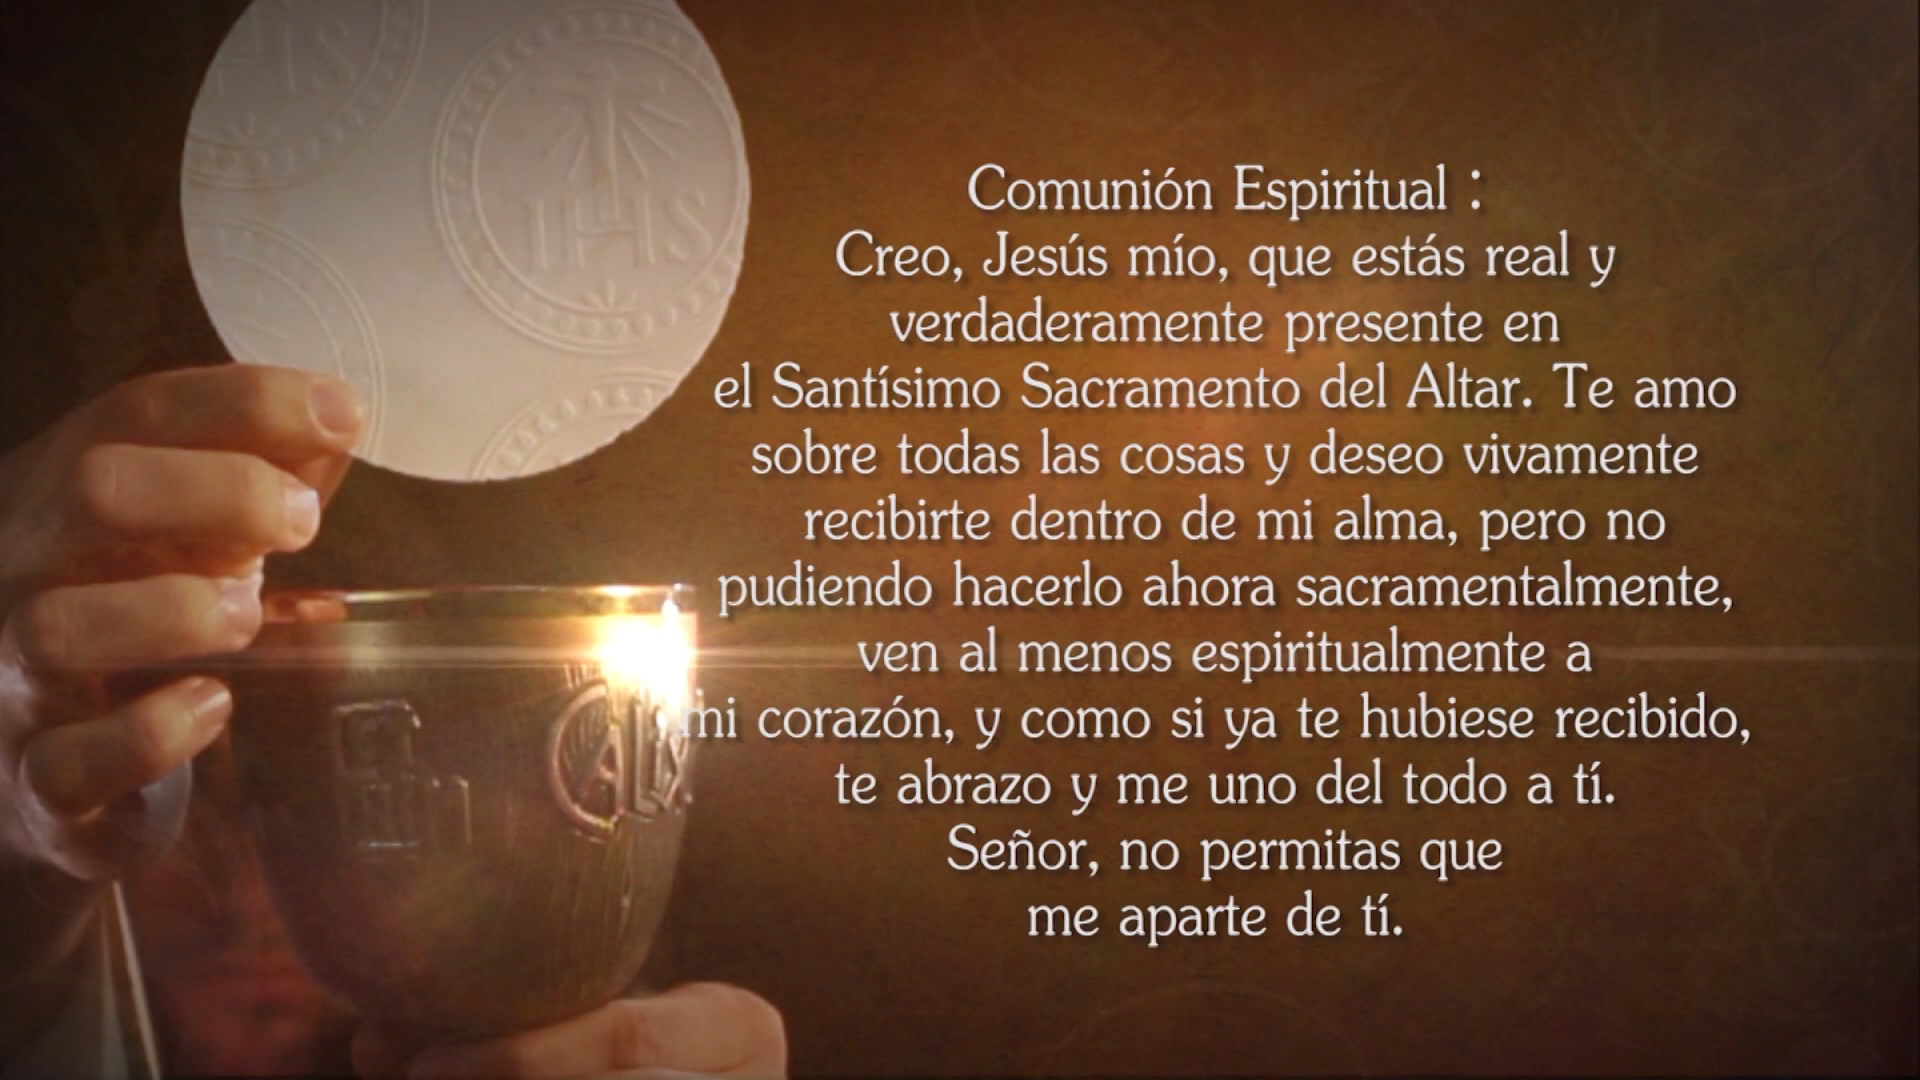 IHS
Comunión Espiritual :
Creo, Jesús mío, que estás real y
verdaderamente presente en
el Santísimo Sacramento del Altar. Te amo
sobre todas las cosas y deseo vivamente
recibirte dentro de mi alma, pero no
pudiendo hacerlo ahora sacramentalmente,
ven al menos espiritualmente a
mi corazón, y como si ya te hubiese recibido,
te abrazo y me uno del todo a tí.
Señor, no permitas que
me aparte de tí.